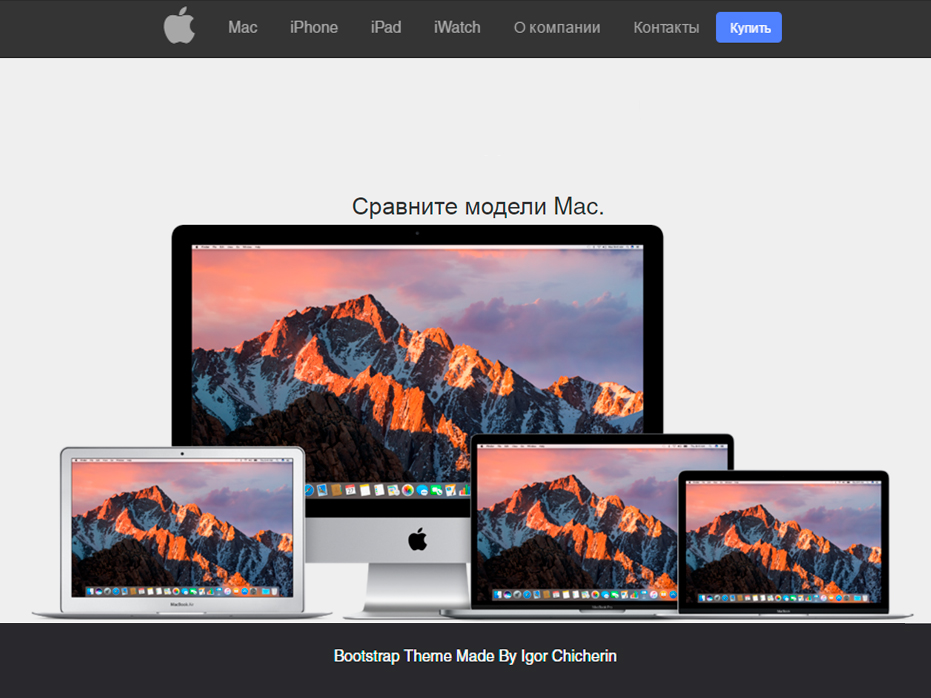 Mac iPhone iPad iWatch О компании Контакты Купить
Сравните модели Mac.
MacBook Air
MacBook Pro
MacBook
Bootstrap Theme Made By Igor Chicherin